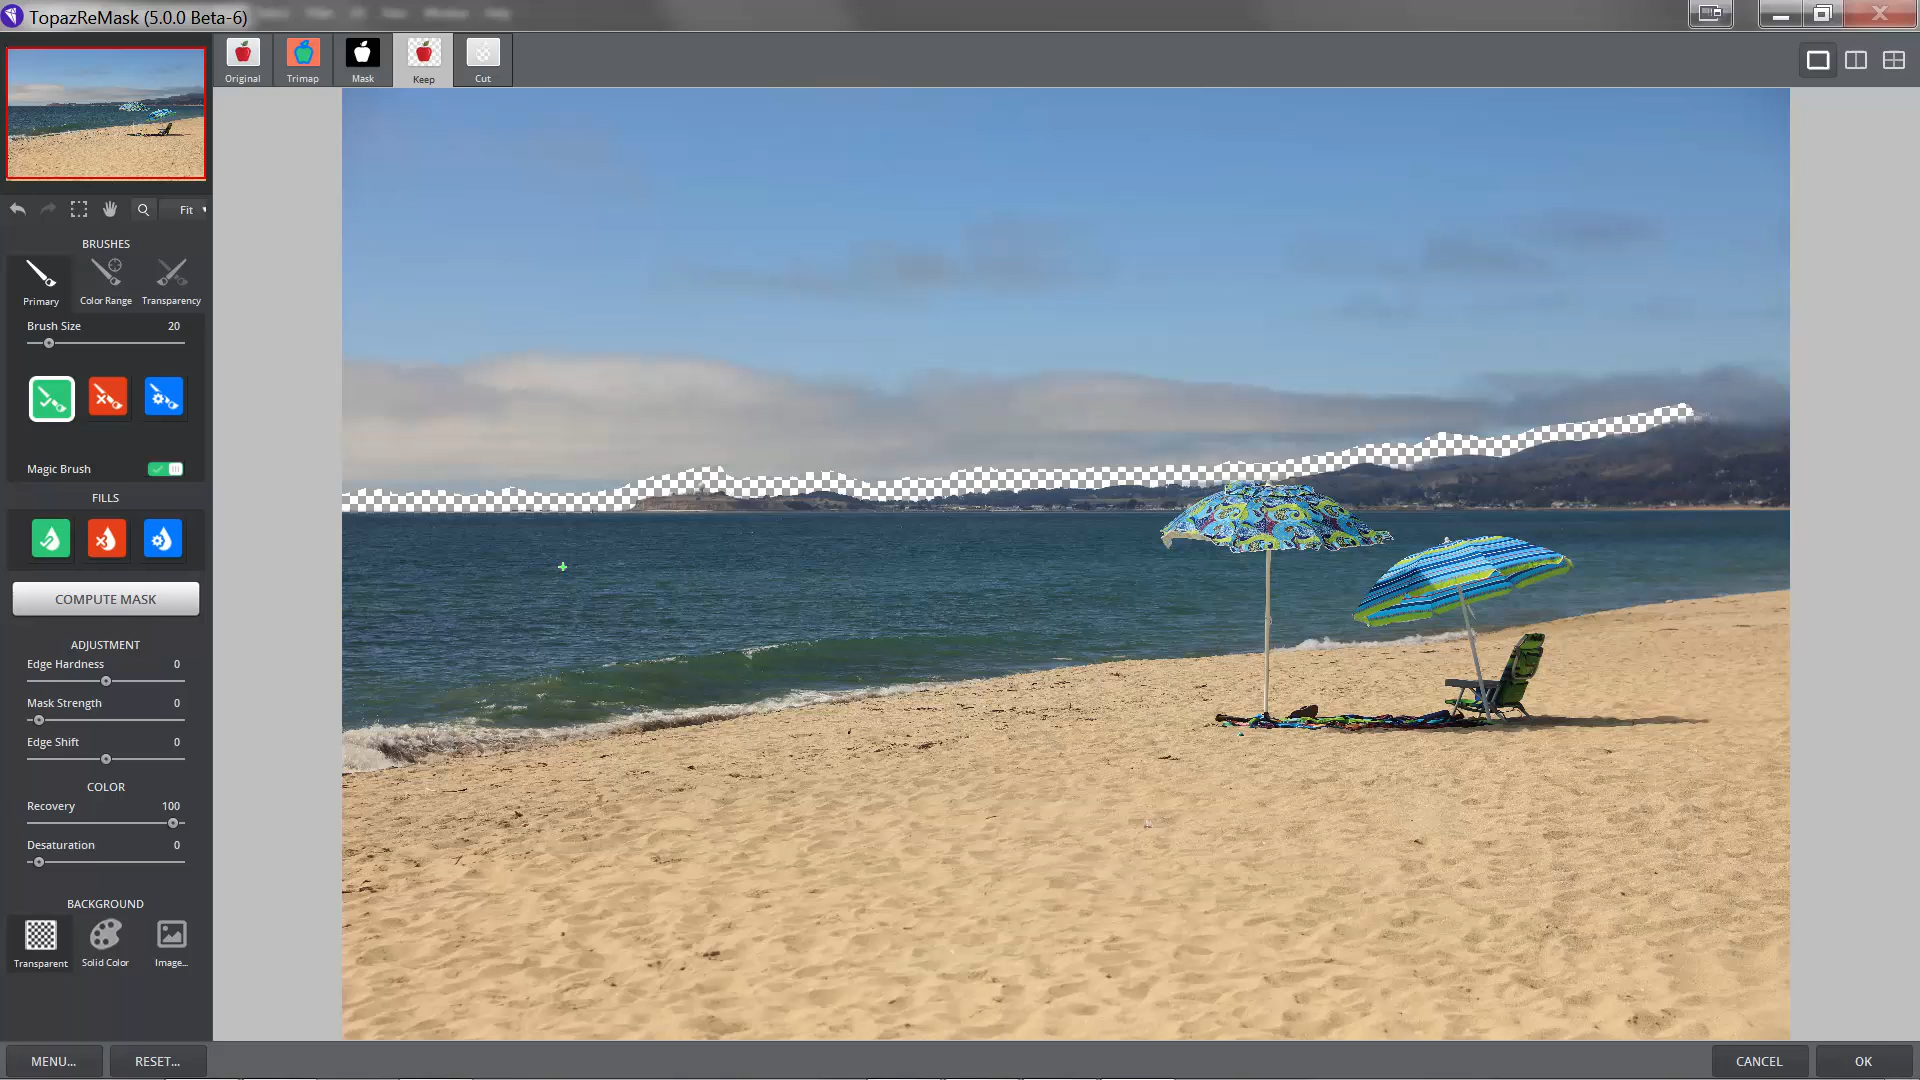 TopazReMask (5.0.0 Beta-6)
Original
Trimap
Mask
Keep
Cut
Fit
BRUSHES
Primary
Color Range
Transparency
Brush Size 20
Magic Brush
FILLS
COMPUTE MASK
ADJUSTMENT
Edge Hardness 0
Mask Strength 0
Edge Shift 0
COLOR
Recovery 100
Desaturation 0
BACKGROUND
Transparent
Solid Color
Image...
MENU...
RESET...
CANCEL
OK